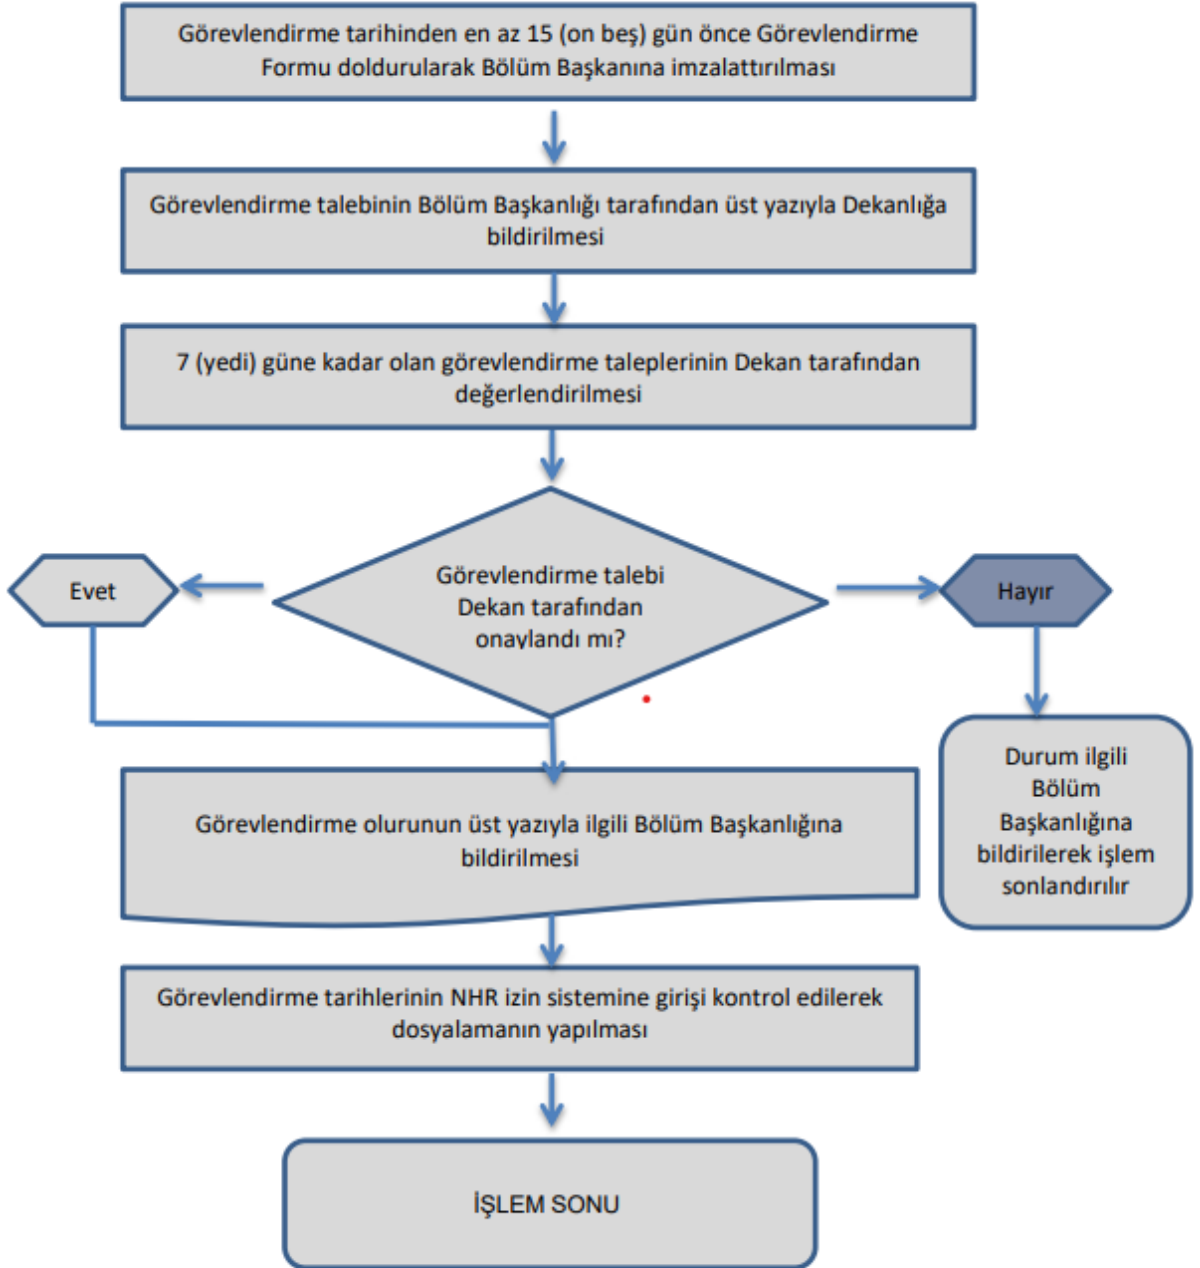 Görevlendirme tarihinden en az 15 (on beş) gün önce Görevlendirme
Formu doldurularak Bölüm Başkanına imzalattırılması
Görevlendirme talebinin Bölüm Başkanlığı tarafından üst yazıyla Dekanlığa
bildirilmesi
7 (yedi) güne kadar olan görevlendirme taleplerinin Dekan tarafından
değerlendirilmesi
Görevlendirme talebi
Dekan tarafından
onaylandı mı?
Evet
Hayır
Durum ilgili
Bölüm
Başkanlığına
bildirilerek işlem
sonlandırılır
Görevlendirme olurunun üst yazıyla ilgili Bölüm Başkanlığına
bildirilmesi
Görevlendirme tarihlerinin NHR izin sistemine girişi kontrol edilerek
dosyalamanın yapılması
İŞLEM SONU